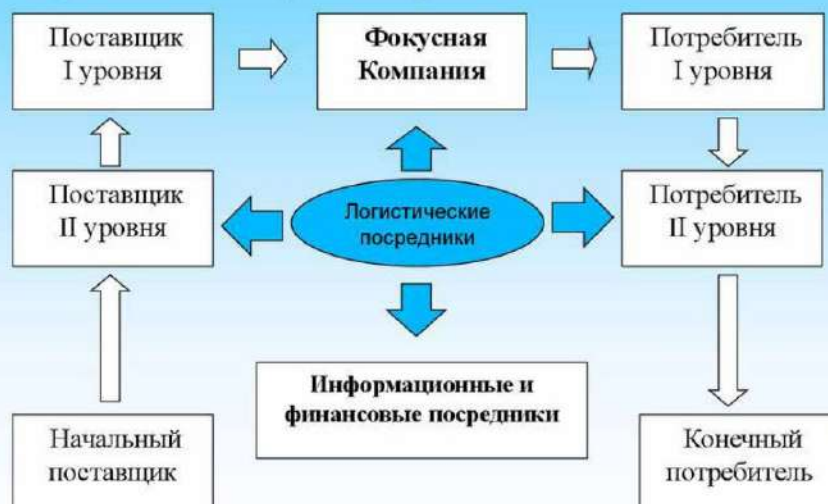 Поставщик
I уровня
Фокусная
Компания
Потребитель
I уровня
Поставщик
II уровня
Логистические
посредники
Потребитель
II уровня
Информационные и
финансовые посредники
Начальный
поставщик
Конечный
потребитель